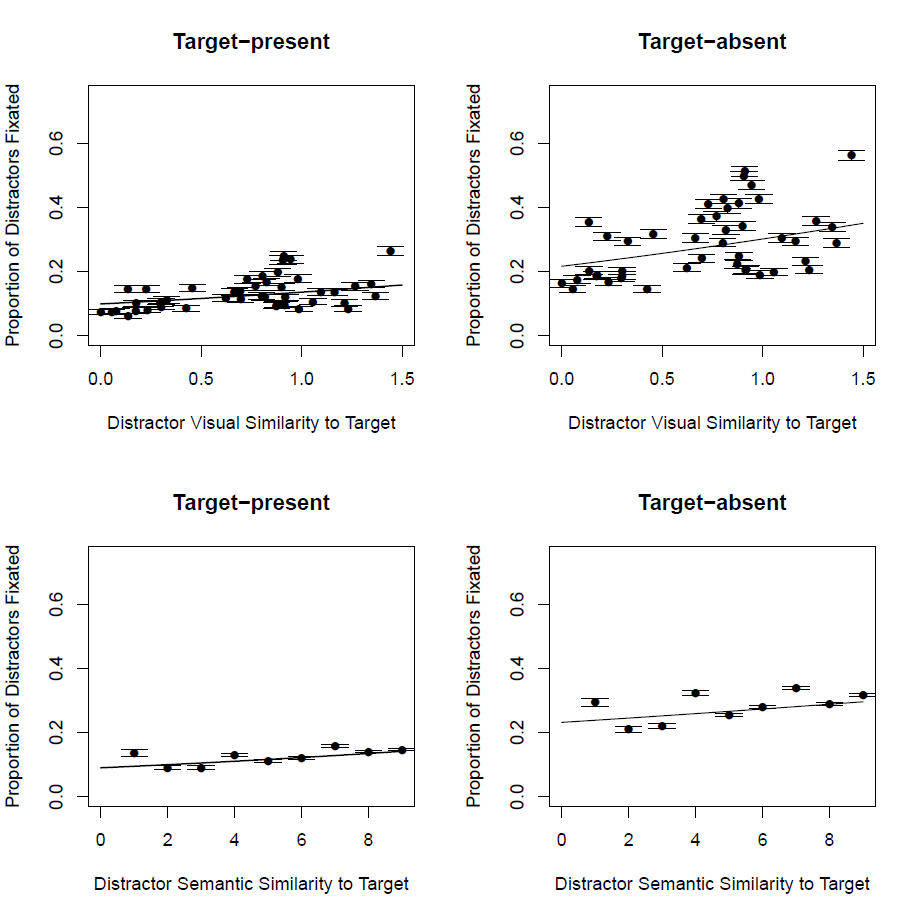 Target−present
Proportion of Distractors Fixated
0.0 0.2 0.4 0.6
0.0 0.5 1.0 1.5
Distractor Visual Similarity to Target
Target−absent
Proportion of Distractors Fixated
0.0 0.2 0.4 0.6
0.0 0.5 1.0 1.5
Distractor Visual Similarity to Target
Target−present
Proportion of Distractors Fixated
0.0 0.2 0.4 0.6
0 2 4 6 8
Distractor Semantic Similarity to Target
Target−absent
Proportion of Distractors Fixated
0.0 0.2 0.4 0.6
0 2 4 6 8
Distractor Semantic Similarity to Target